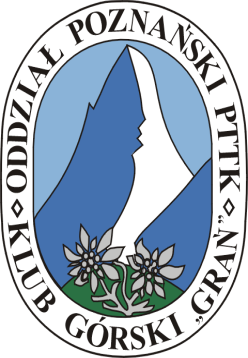 ODDZIAŁ POZNAŃSKI PTTK
KLUB GÓRSKI „GRAŃ”